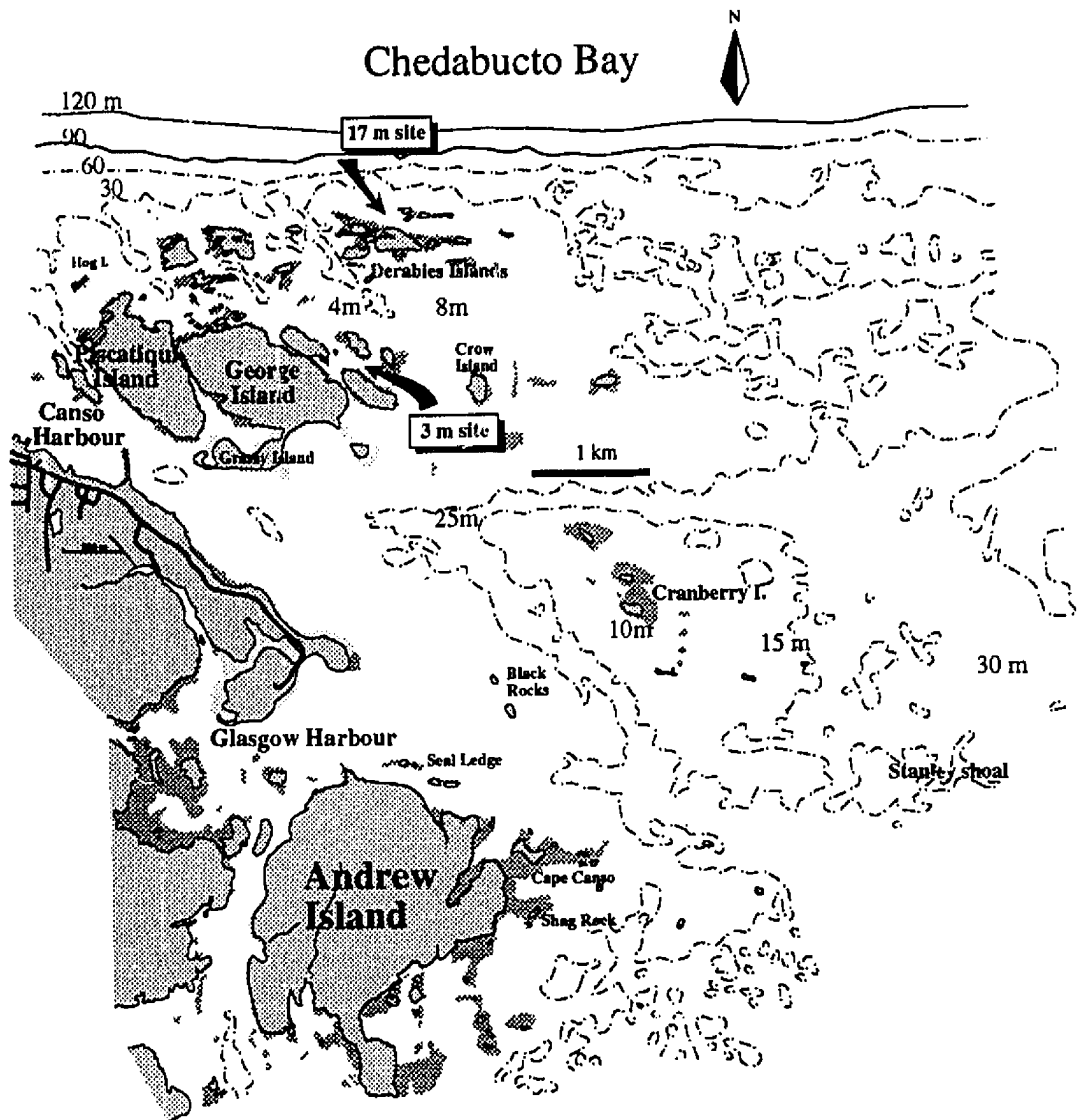 N
Chedabucto Bay
120 m
17 m site
90
60
30
Hog I.
Derabies Islands
4m
8m
Piscatiqui
Island
George
Island
Crow
Island
Canso
Harbour
3 m site
Grassy Island
1 km
25m
Cranberry I.
10m
15 m
30 m
Black
Rocks
Glasgow Harbour
Seal Ledge
Stanley shoal
Andrew
Island
Cape Canso
Shag Rock